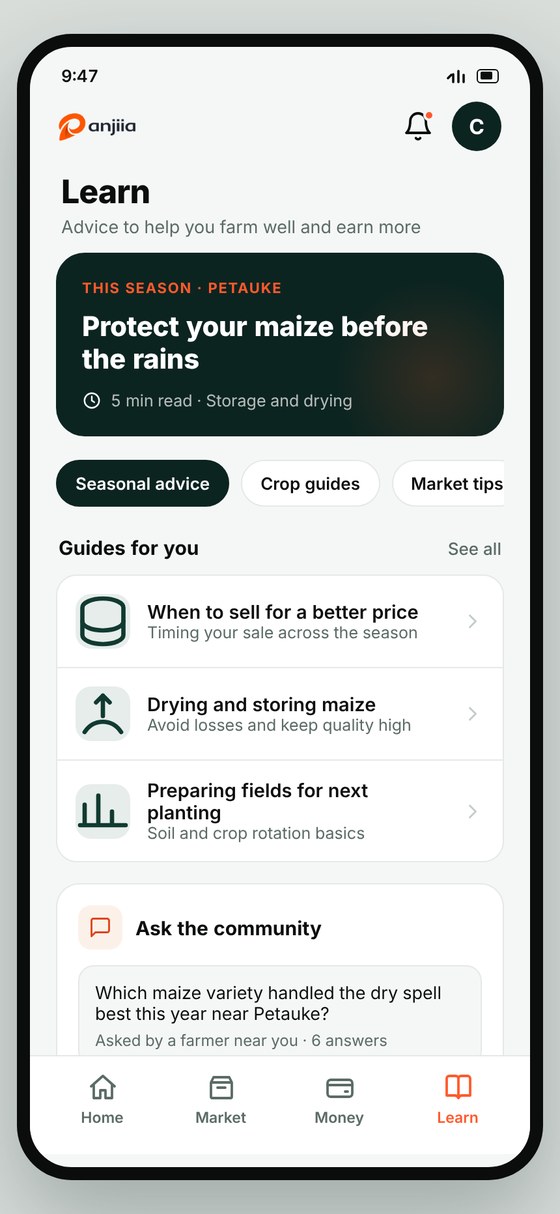 9:47
anjiia
C
Learn
Advice to help you farm well and earn more
THIS SEASON · PETAUKE
Protect your maize before
the rains
5 min read · Storage and drying
Seasonal advice
Crop guides
Market tips
Guides for you
See all
When to sell for a better price
Timing your sale across the season
Drying and storing maize
Avoid losses and keep quality high
Preparing fields for next
planting
Soil and crop rotation basics
Ask the community
Which maize variety handled the dry spell
best this year near Petauke?
Asked by a farmer near you · 6 answers
Home
Market
Money
Learn